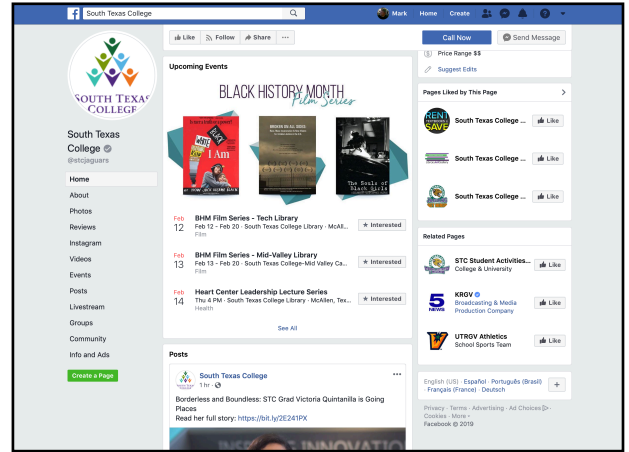 South Texas College
Mark
Home
Create
SOUTH TEXAS
COLLEGE
South Texas
College
@stcjaguars
Home
About
Photos
Reviews
Instagram
Videos
Events
Posts
Livestream
Groups
Community
Info and Ads
Create a Page
Like
Follow
Share
Call Now
Send Message
Upcoming Events
BLACK HISTORY MONTH
Film Series
BLACK
WHITE
I Am
The Souls of
Black Girls
Feb
12
BHM Film Series - Tech Library
Feb 12 - Feb 20 · South Texas College Library · McAll...
Film
Interested
Feb
13
BHM Film Series - Mid-Valley Library
Feb 13 - Feb 20 · South Texas College-Mid Valley Ca...
Film
Interested
Feb
14
Heart Center Leadership Lecture Series
Thu 4 PM · South Texas College Library · McAllen, Tex...
Health
Interested
See All
Posts
South Texas College
1 hr ·
Borderless and Boundless: STC Grad Victoria Quintanilla is Going
Places
Read her full story: https://bit.ly/2E241PX
Price Range $$
Suggest Edits
Pages Liked by This Page
RENT
SAVE
South Texas College ...
Like
South Texas College ...
Like
South Texas College ...
Like
Related Pages
STC Student Activities...
College & University
Like
5
NEWS
KRGV
Broadcasting & Media
Production Company
Like
UTRGV Athletics
School Sports Team
Like
English (US) · Español · Português (Brasil)
· Français (France) · Deutsch
Privacy · Terms · Advertising · Ad Choices ·
Cookies · More
Facebook © 2019